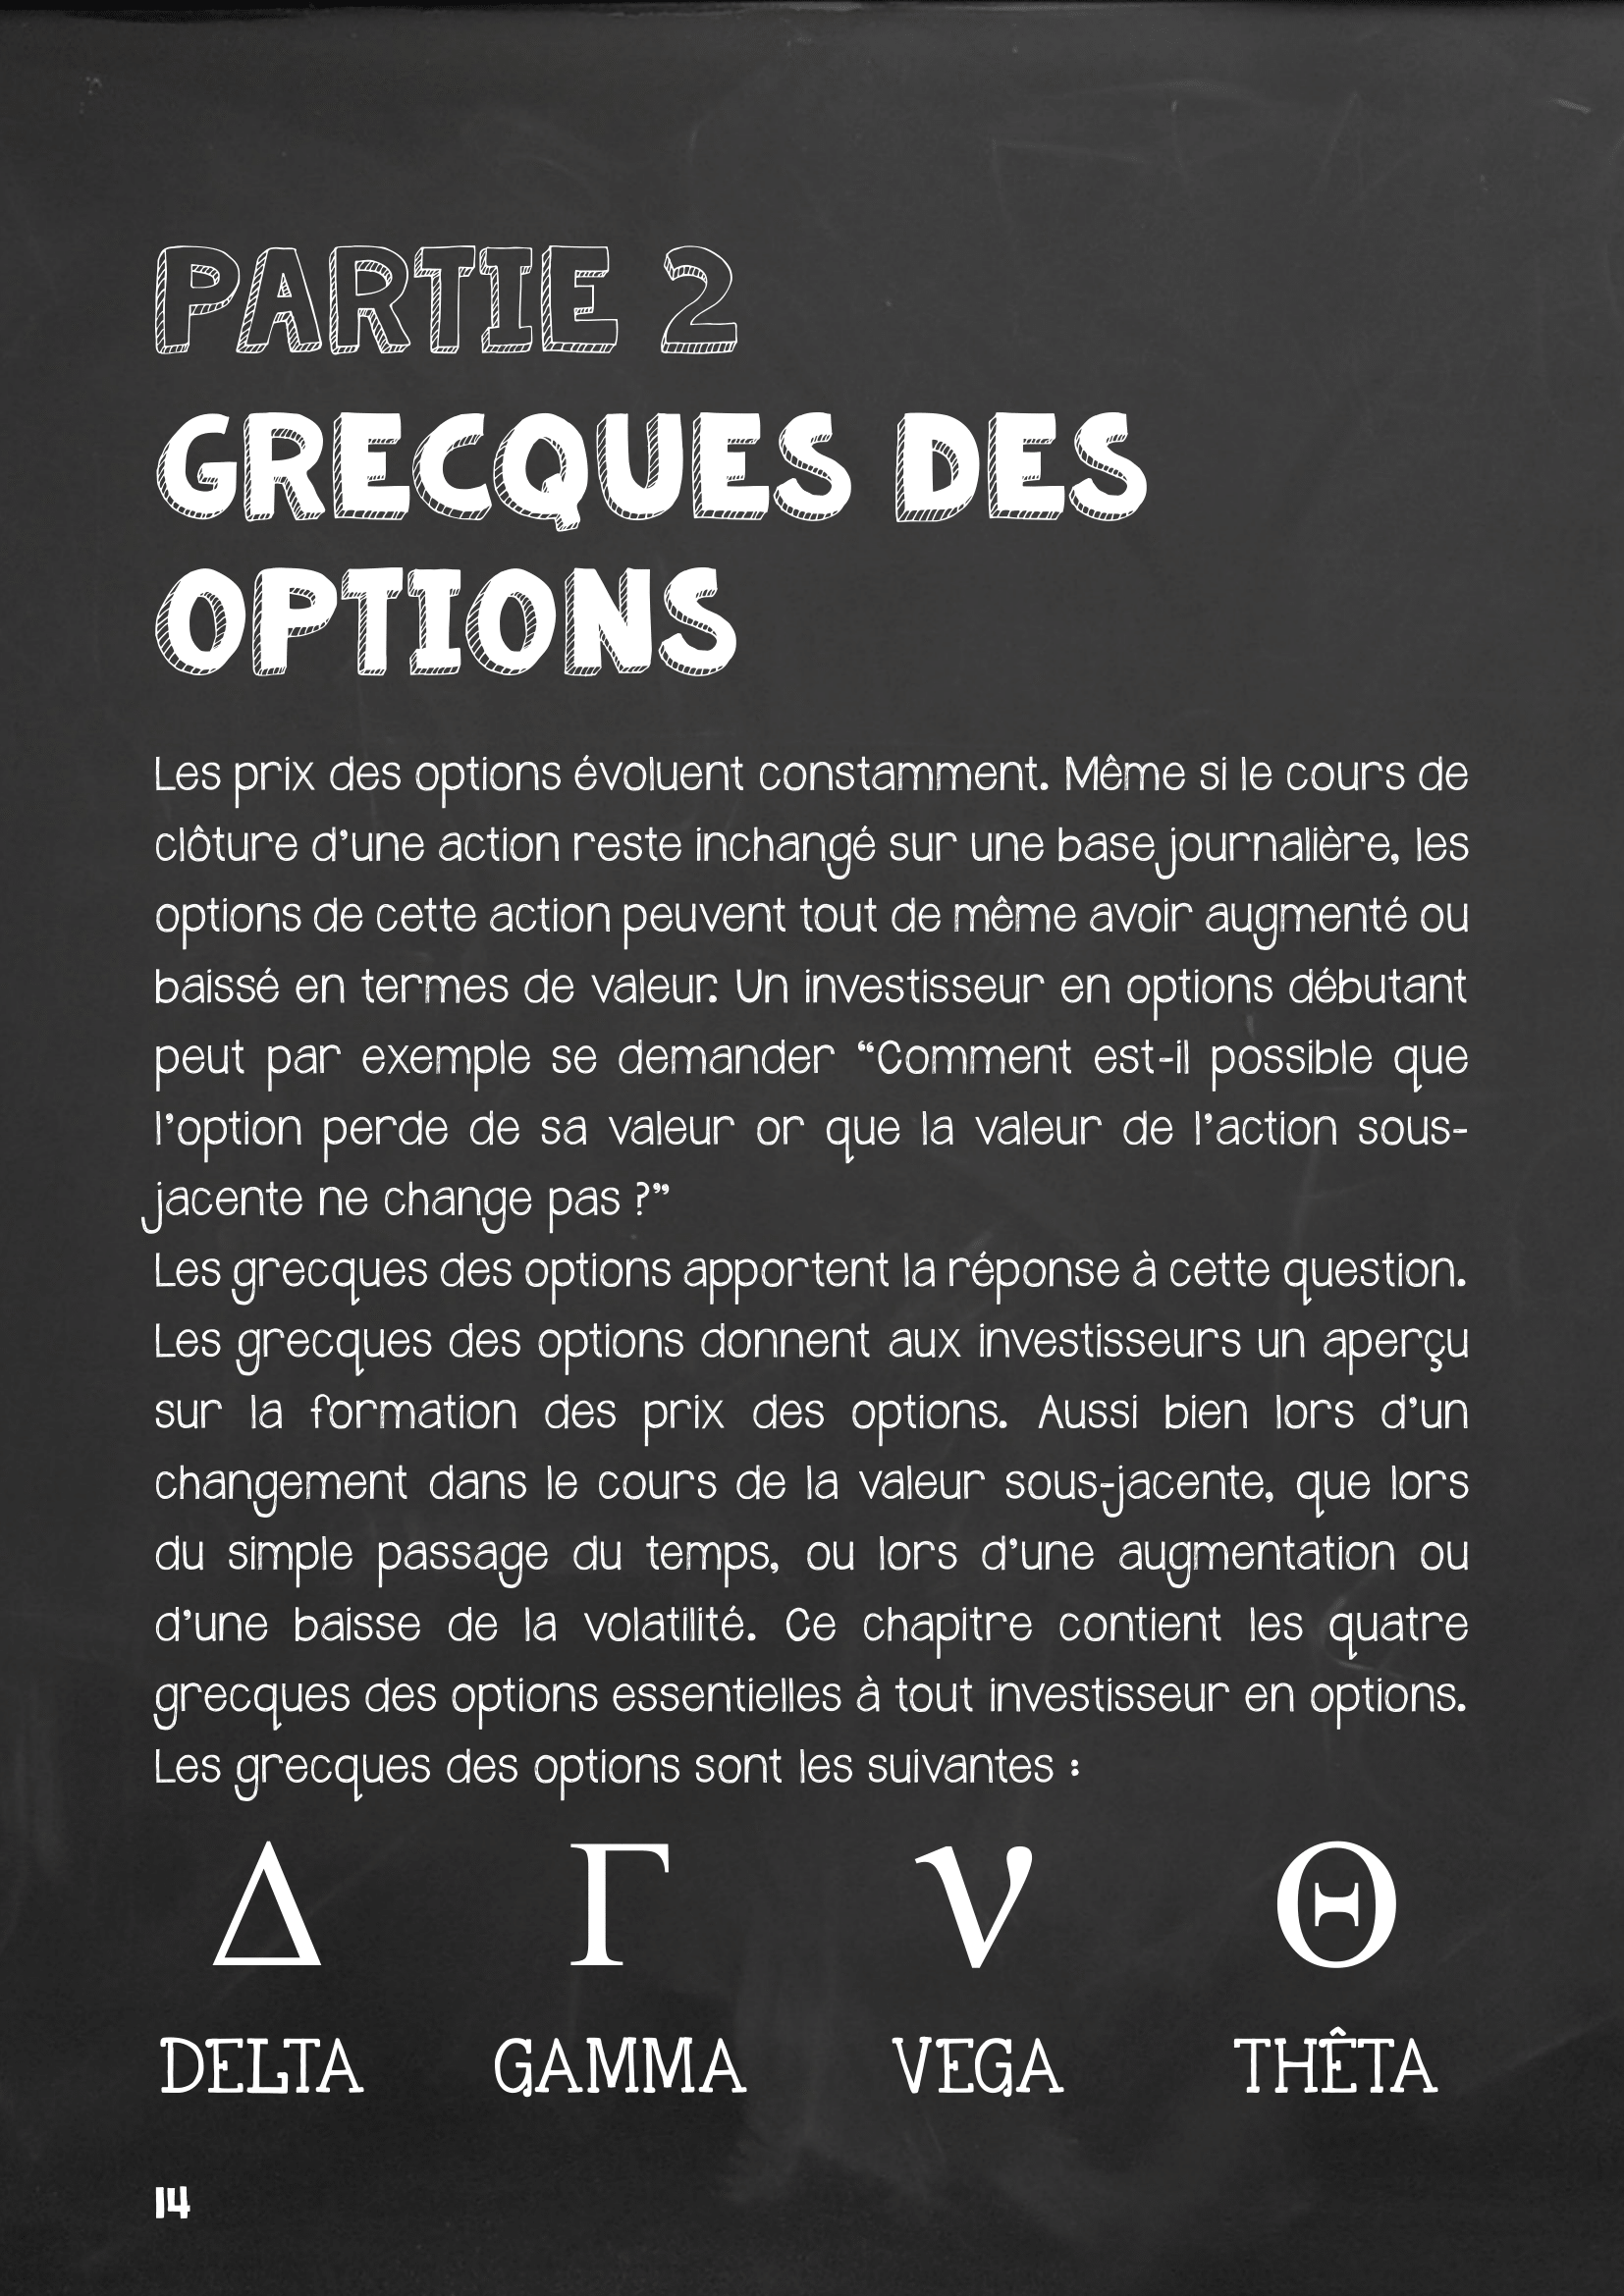 PARTIE 2
GRECQUES DES
OPTIONS
Les prix des options évoluent constamment. Même si le cours de
clôture d’une action reste inchangé sur une base journalière, les
options de cette action peuvent tout de même avoir augmenté ou
baissé en termes de valeur. Un investisseur en options débutant
peut par exemple se demander “Comment est-il possible que
l’option perde de sa valeur or que la valeur de l’action sous-
jacente ne change pas ?”
Les grecques des options apportent la réponse à cette question.
Les grecques des options donnent aux investisseurs un aperçu
sur la formation des prix des options. Aussi bien lors d’un
changement dans le cours de la valeur sous-jacente, que lors
du simple passage du temps, ou lors d’une augmentation ou
d’une baisse de la volatilité. Ce chapitre contient les quatre
grecques des options essentielles à tout investisseur en options.
Les grecques des options sont les suivantes :
Δ Γ ν Θ
DELTA GAMMA VEGA THÊTA
14